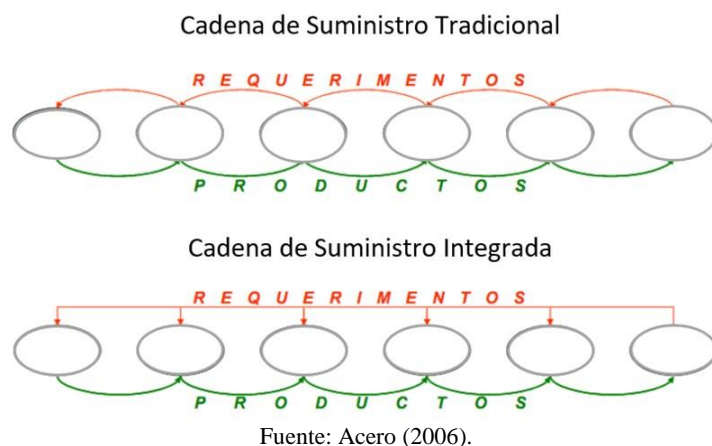 Cadena de Suministro Tradicional
R E Q U E R I M E N T O S
P R O D U C T O S
Cadena de Suministro Integrada
R E Q U E R I M E N T O S
P R O D U C T O S
Fuente: Acero (2006).